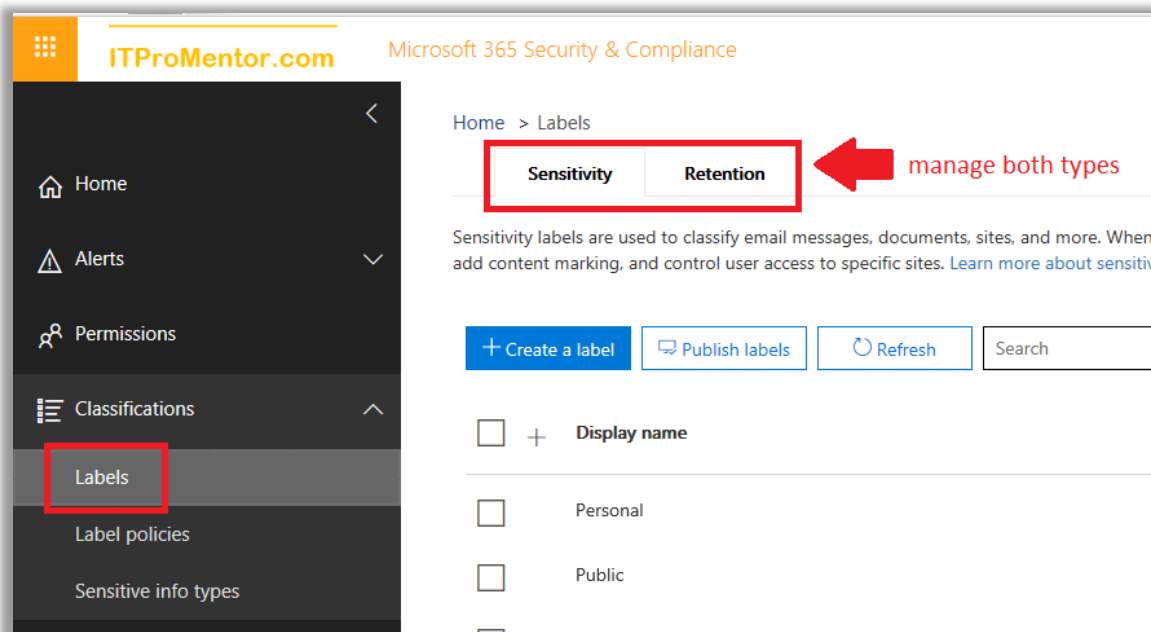 ITProMentor.com
Microsoft 365 Security & Compliance
Home
Alerts
Permissions
Classifications
Labels
Label policies
Sensitive info types
Home > Labels
Sensitivity Retention
manage both types
Sensitivity labels are used to classify email messages, documents, sites, and more. When
add content marking, and control user access to specific sites. Learn more about
+ Create a label Publish labels Refresh Search
+ Display name
Personal
Public